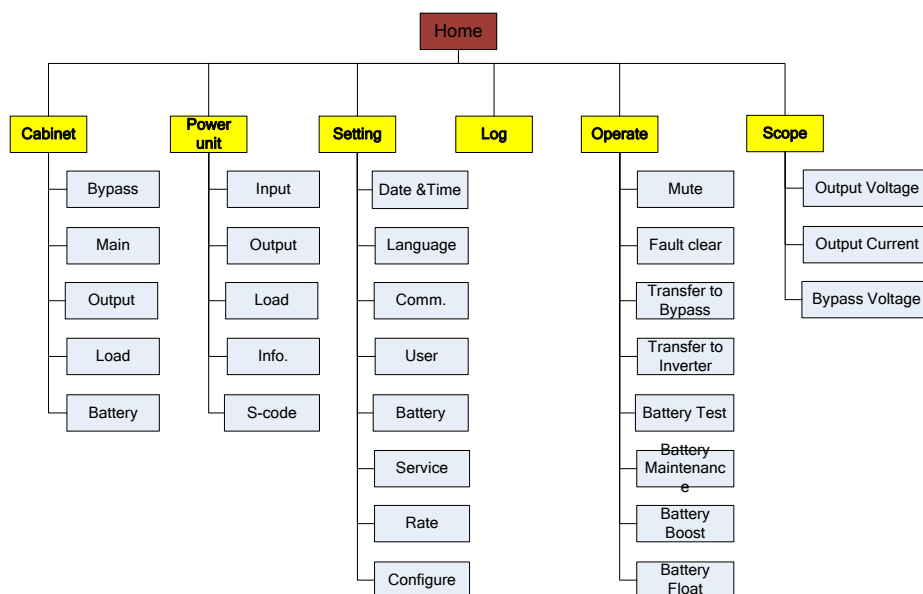 Home
Cabinet
Power
unit
Setting
Log
Operate
Scope
Bypass
Main
Output
Load
Battery
Input
Output
Load
Info.
S-code
Date &Time
Language
Comm.
User
Battery
Service
Rate
Configure
Mute
Fault clear
Transfer to
Bypass
Transfer to
Inverter
Battery Test
Battery
Maintenanc
e
Battery
Boost
Battery
Float
Output Voltage
Output Current
Bypass Voltage